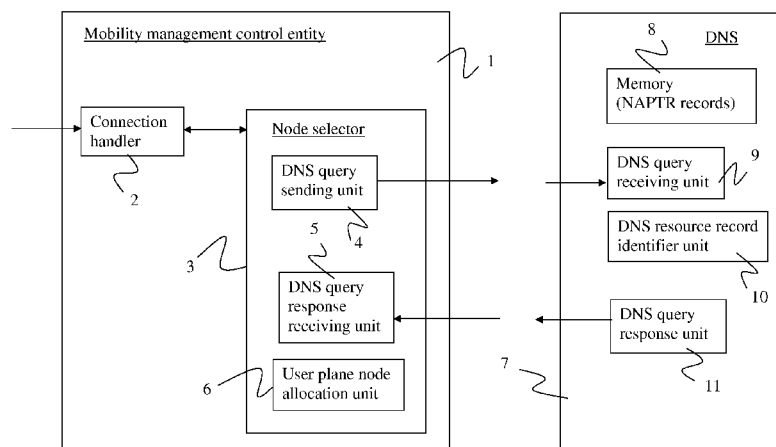 Mobility management control entity
1
Connection
handler
2
Node selector
DNS query
sending unit
4
3
5
DNS query
response
receiving unit
6
User plane node
allocation unit
DNS
8
Memory
(NAPTR records)
DNS query
receiving unit
9
DNS resource record
identifier unit
10
DNS query
response unit
7
11